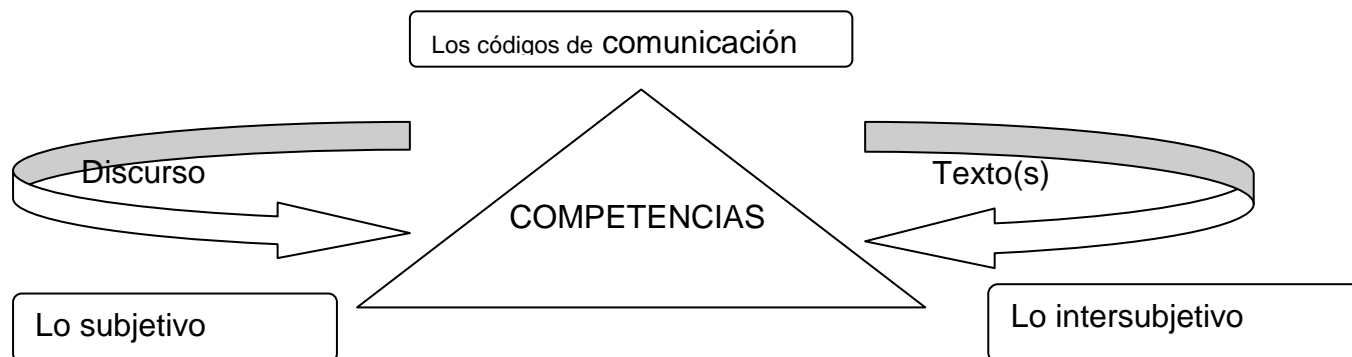 Los códigos de comunicación
Discurso
Texto(s)
COMPETENCIAS
Lo subjetivo
Lo intersubjetivo